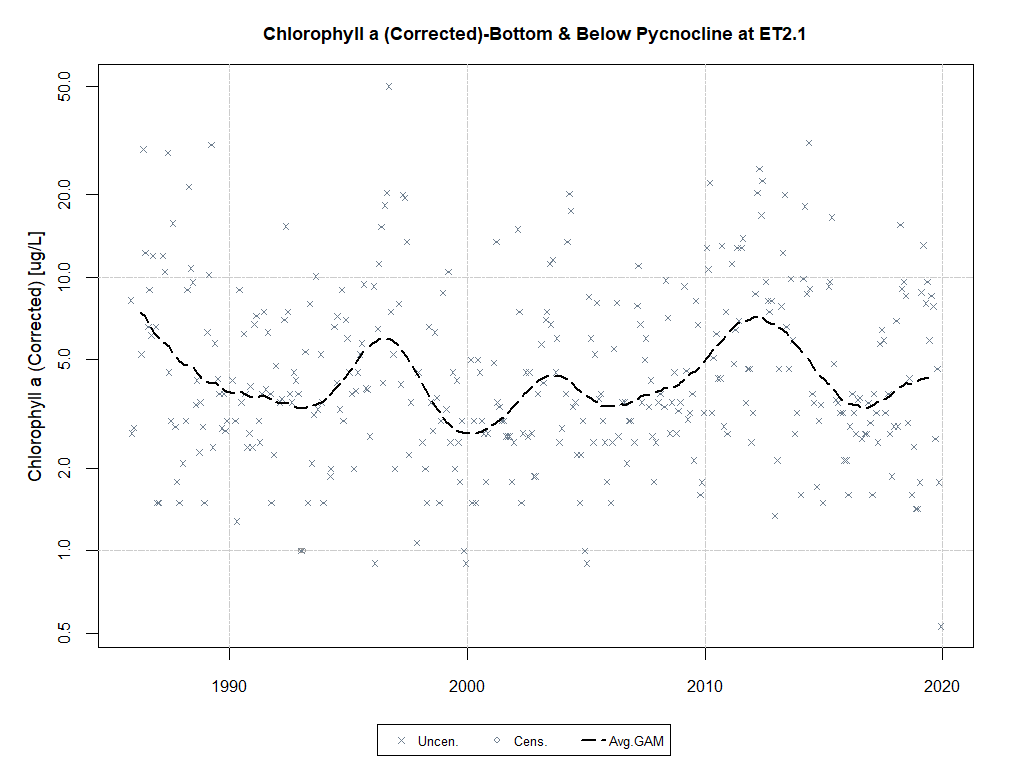 Chlorophyll a (Corrected)-Bottom & Below Pycnocline at ET2.1
Chlorophyll a (Corrected) [ug/L]
50.0
20.0
10.0
5.0
2.0
1.0
0.5
1990 2000 2010 2020
Uncen. Cens. Avg.GAM